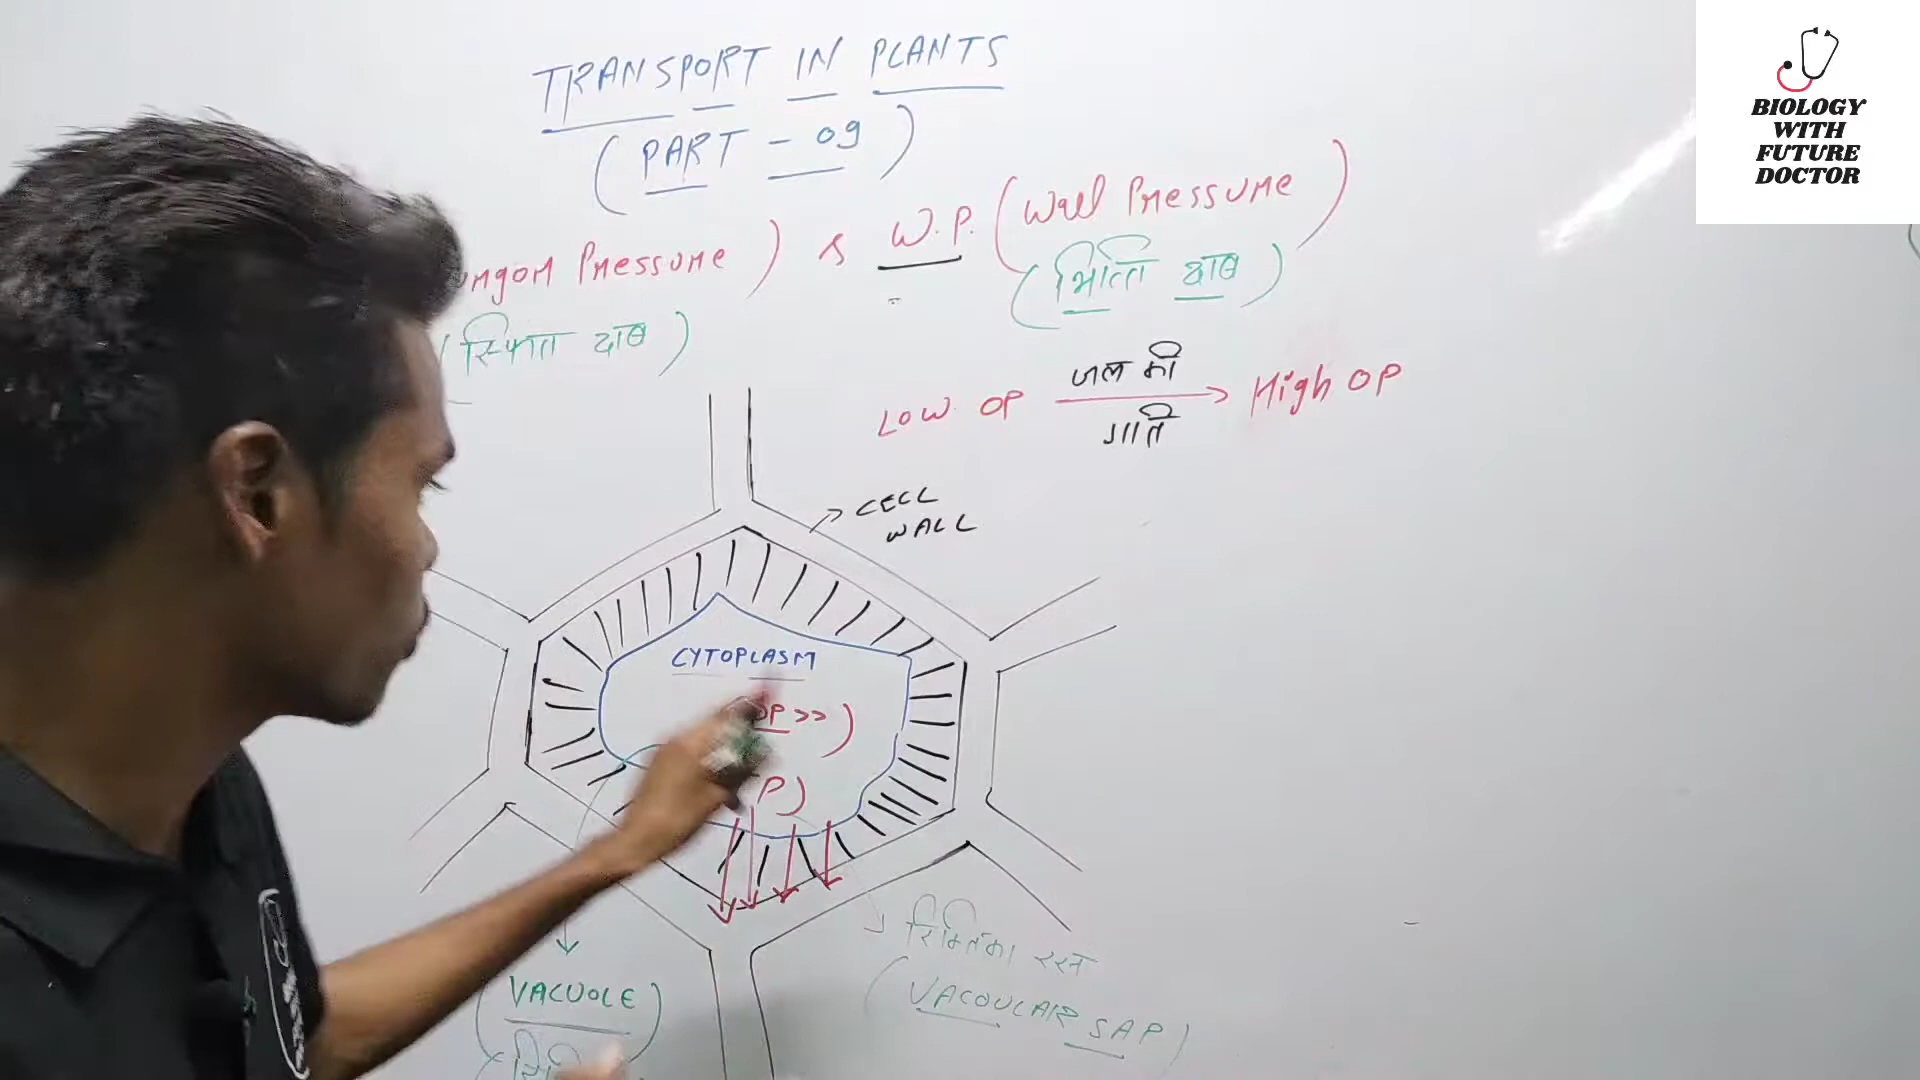 TRANSPORT IN PLANTS
(PART - 09)
BIOLOGY
WITH
FUTURE
DOCTOR
Pressure) & W.P. (Wall Pressure)
दाब)
(भित्ति दाब)
LOW OP जल की गति High OP
CELL
WALL
CYTOPLASM
OP >>)
P)
VACUOLE)
रिक्तिका रस
(VACOULAR SAP)